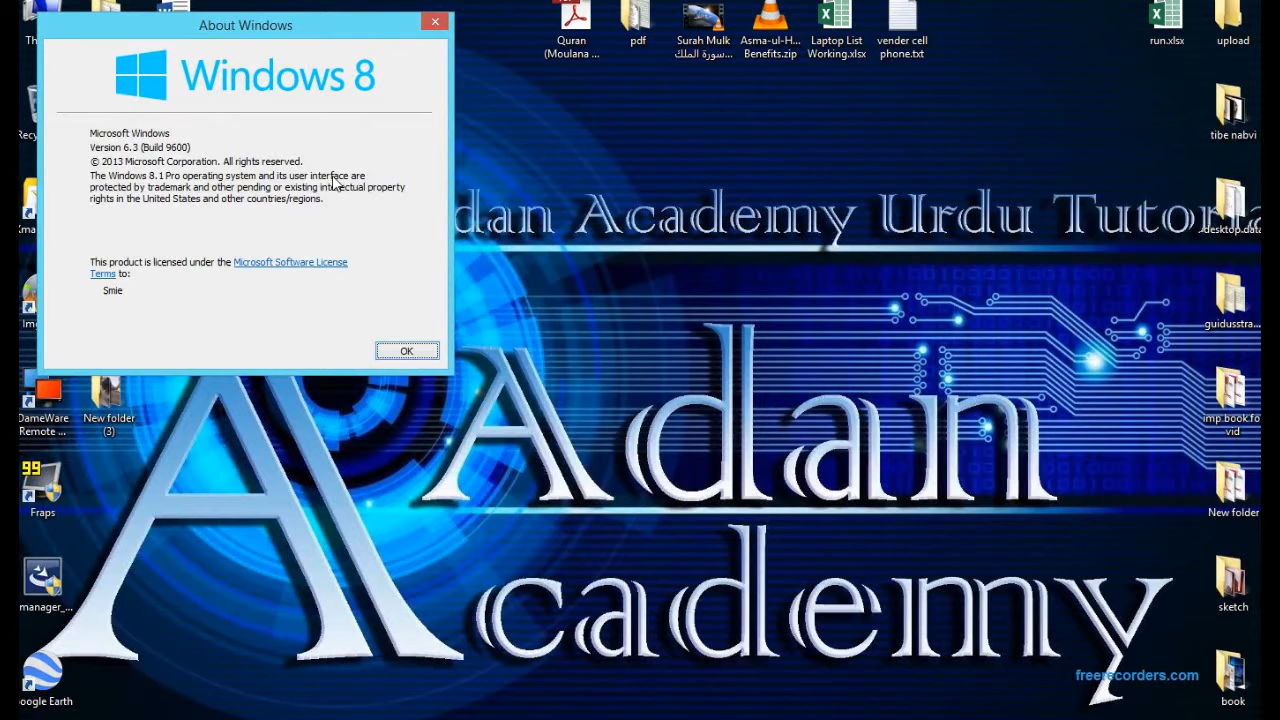 About Windows
Windows 8
Microsoft Windows
Version 6.3 (Build 9600)
© 2013 Microsoft Corporation. All rights reserved.
The Windows 8.1 Pro operating system and its user interface are
protected by trademark and other pending or existing intellectual property
rights in the United States and other countries/regions.
This product is licensed under the Microsoft Software License
Terms to:
Smie
OK
Quran
(Moulana ...
pdf
Surah Mulk
سورة الملك...
Asma-ul-H...
Benefits.zip
Laptop List
Working.xlsx
vender cell
phone.txt
run.xlsx
upload
tibe nabvi
desktop.data
guidusstra...
imp.book.fo
vid
New folder
sketch
book
DameWare
Remote ...
New folder
(3)
99
Fraps
manager_...
oogle Earth
dan Academy Urdu Tutoria
Adan
Academy
freerecorders.com